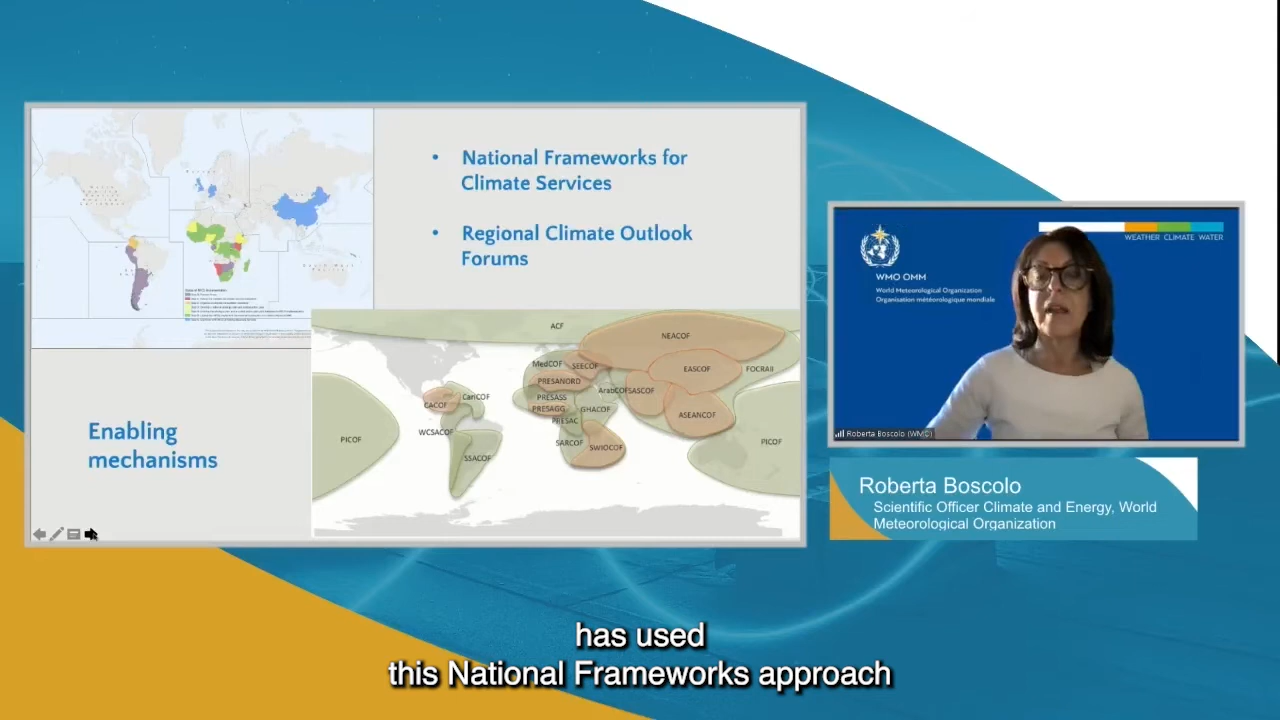 • National Frameworks for
Climate Services
• Regional Climate Outlook
Forums
Enabling
mechanisms
ACF
NEACOF
MedCOF
SEECOF
EASCOF
FOCRAII
PRESANORD
ArabCOF
SASCOF
PRESASS
CariCOF
CACOF
PRESAGG
GHACOF
ASEANCOF
PRESAC
WCSACOF
PICOF
SARCOF
SWIOCOF
PICOF
SSACOF
WEATHER CLIMATE WATER
WMO OMM
World Meteorological Organization
Organisation météorologique mondiale
Roberta Boscolo (WMO)
Roberta Boscolo
Scientific Officer Climate and Energy, World
Meteorological Organization
has used
this National Frameworks approach